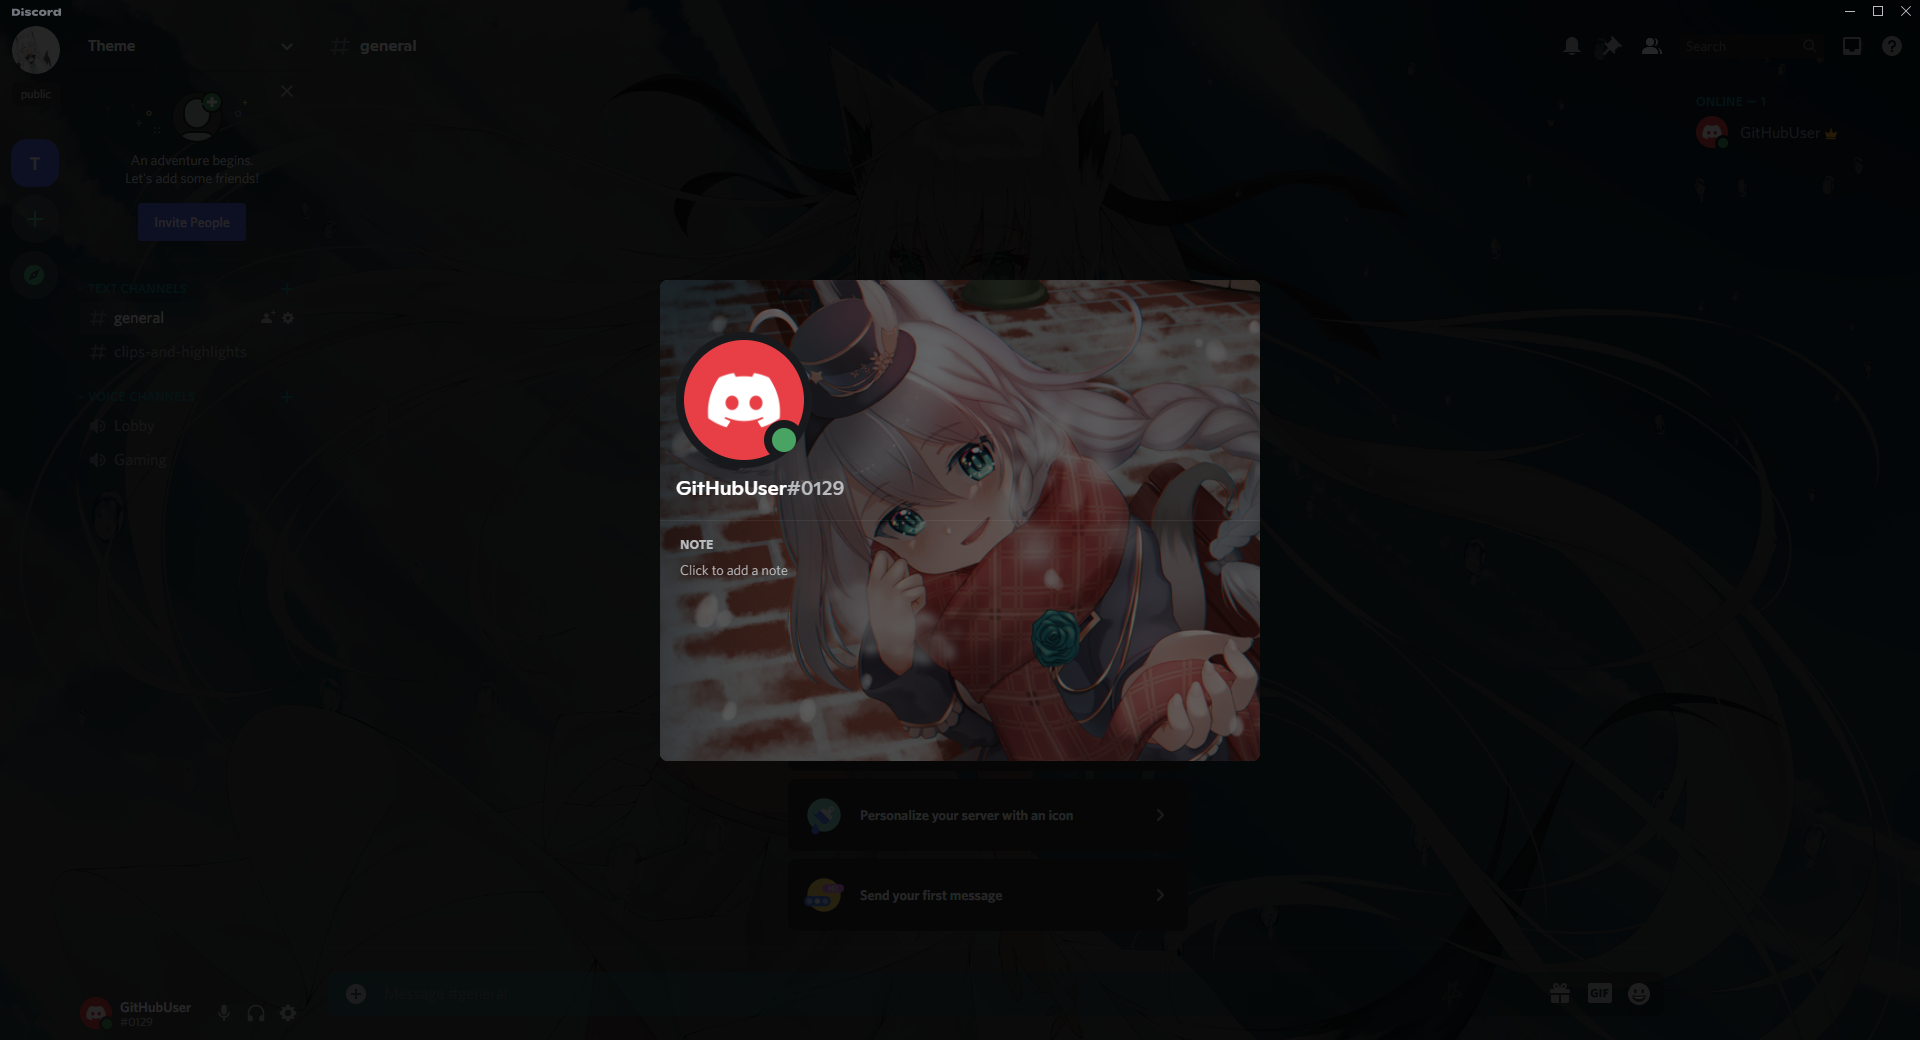 Discord
Theme
general
Search
public
ONLINE — 1
GitHubUser
An adventure begins.
Let's add some friends!
T
Invite People
TEXT CHANNELS
general
clips-and-highlights
VOICE CHANNELS
Lobby
Gaming
GitHubUser#0129
NOTE
Click to add a note
Personalize your server with an icon
Send your first message
Message #general
GIF
GitHubUser
#0129